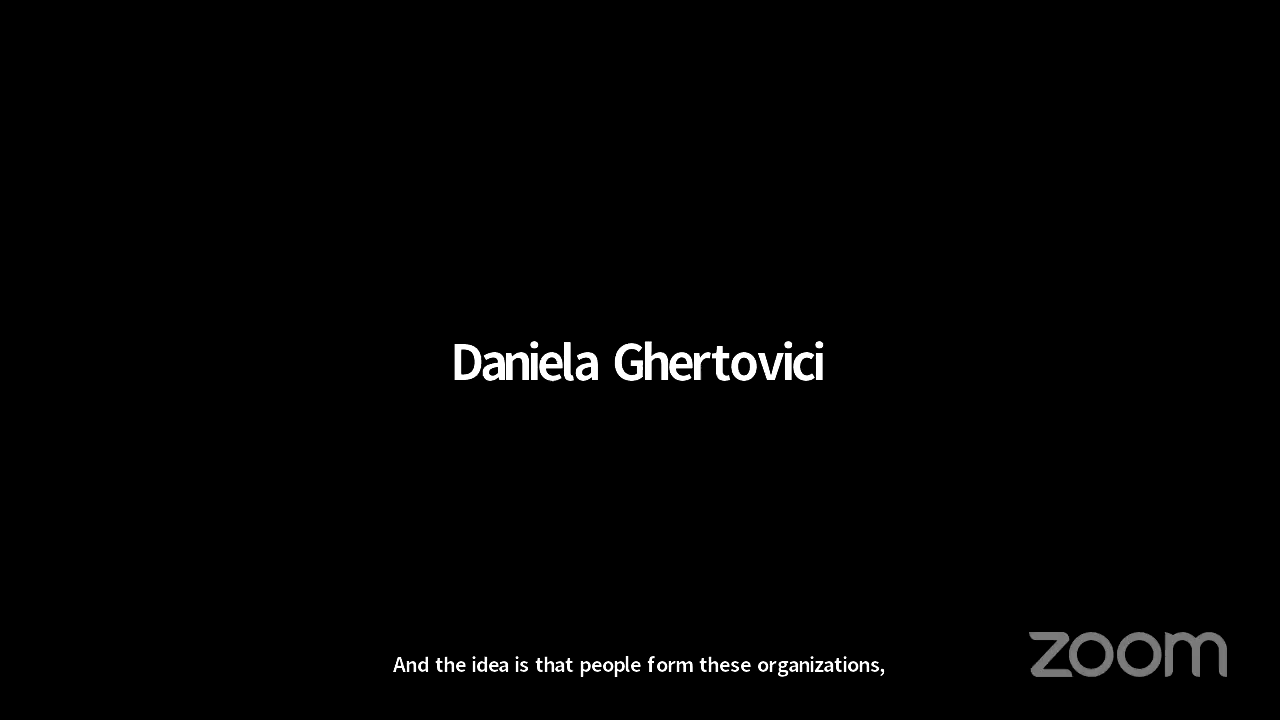 Daniela Ghertovici
And the idea is that people form these organizations,
zoom